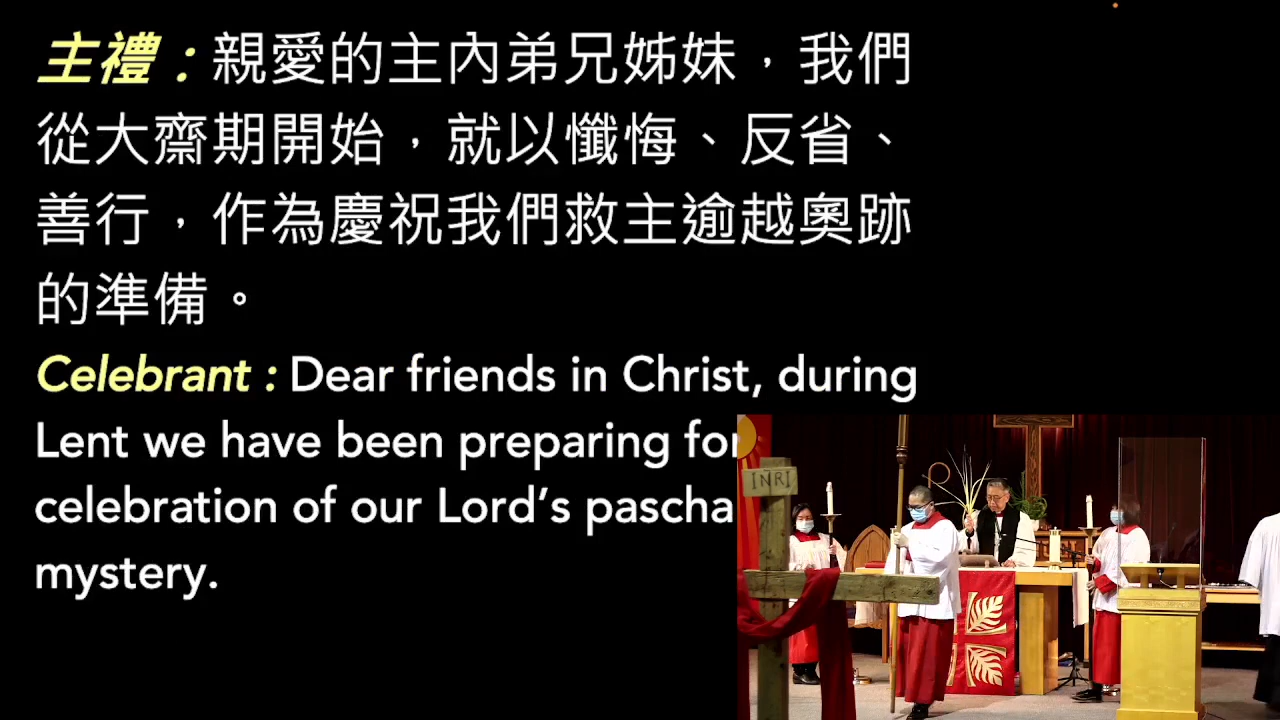 主禮：親愛的主內弟兄姊妹，我們
從大齋期開始，就以懺悔、反省、
善行，作為慶祝我們救主逾越奧跡
的準備。
Celebrant : Dear friends in Christ, during
Lent we have been preparing for
celebration of our Lord’s pascha
mystery.
INRI